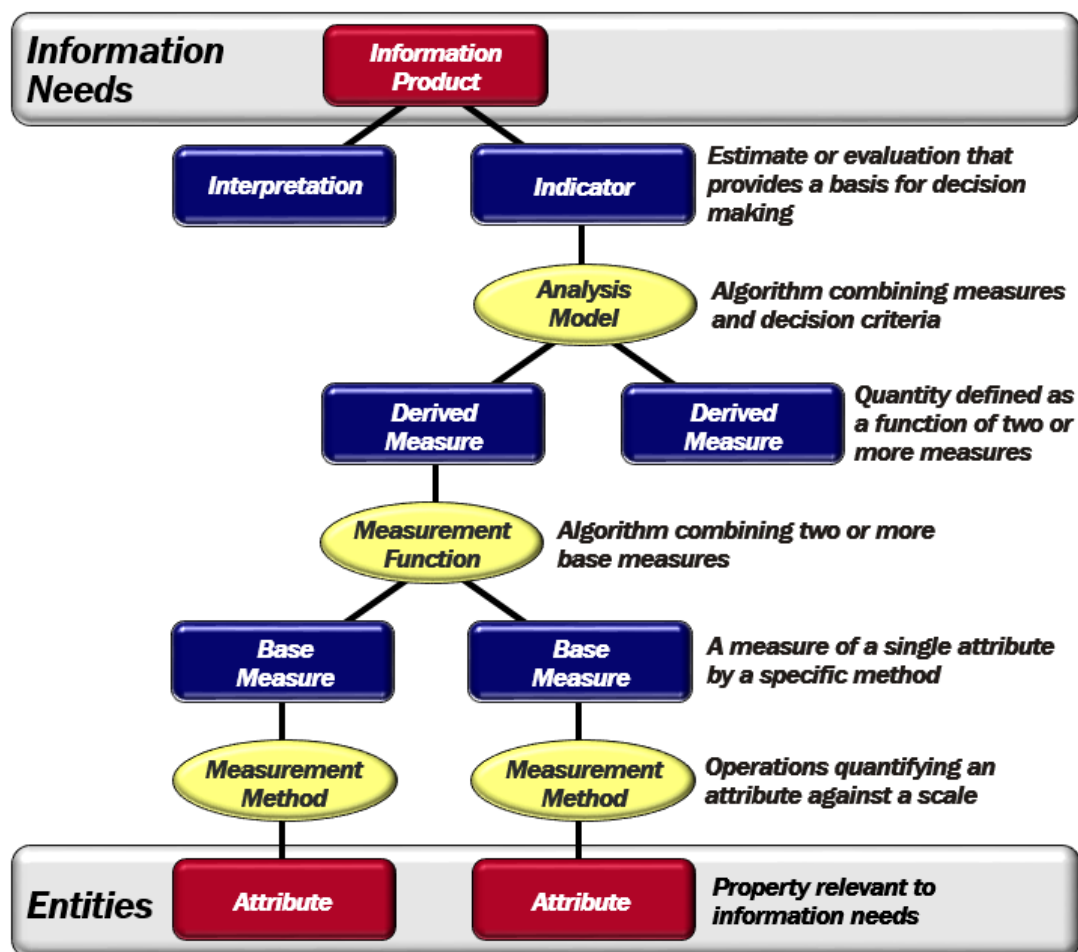 Information
Needs
Information
Product
Interpretation
Indicator
Estimate or evaluation that
provides a basis for decision
making
Analysis
Model
Algorithm combining measures
and decision criteria
Derived
Measure
Derived
Measure
Quantity defined as
a function of two or
more measures
Measurement
Function
Algorithm combining two or more
base measures
Base
Measure
Base
Measure
A measure of a single attribute
by a specific method
Measurement
Method
Measurement
Method
Operations quantifying an
attribute against a scale
Entities
Attribute
Attribute
Property relevant to
information needs